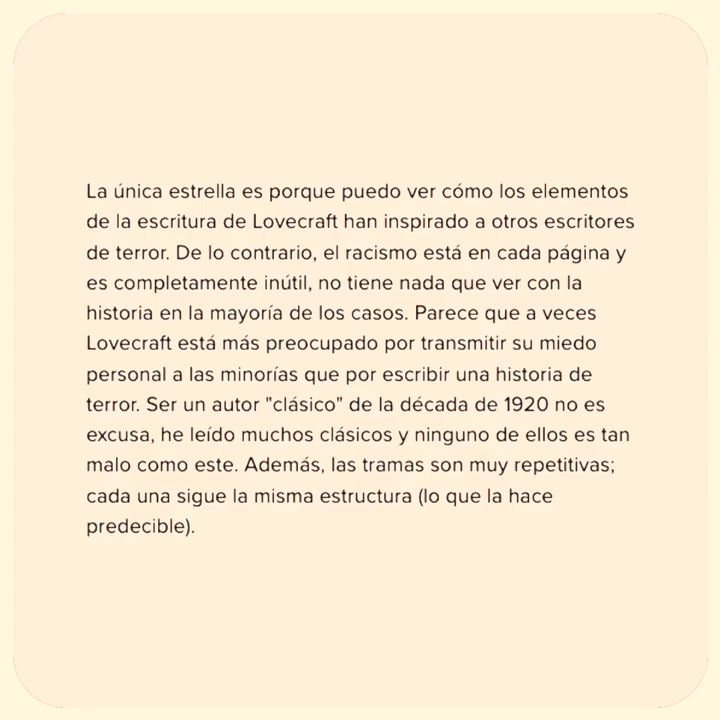 La única estrella es porque puedo ver cómo los elementos
de la escritura de Lovecraft han inspirado a otros escritores
de terror. De lo contrario, el racismo está en cada página y
es completamente inútil, no tiene nada que ver con la
historia en la mayoría de los casos. Parece que a veces
Lovecraft está más preocupado por transmitir su miedo
personal a las minorías que por escribir una historia de
terror. Ser un autor "clásico" de la década de 1920 no es
excusa, he leído muchos clásicos y ninguno de ellos es tan
malo como este. Además, las tramas son muy repetitivas;
cada una sigue la misma estructura (lo que la hace
predecible).